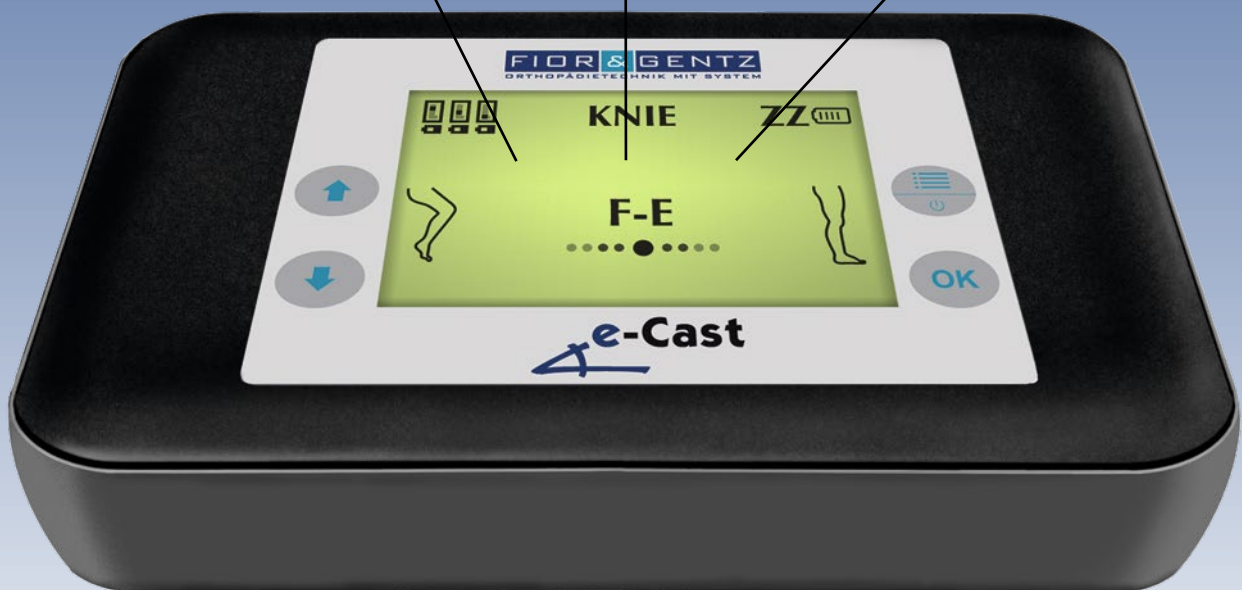 FIOR & GENTZ
ORTHOPÄDIETECHNIK MIT SYSTEM
KNIE ZZ
F-E
OK
e-Cast